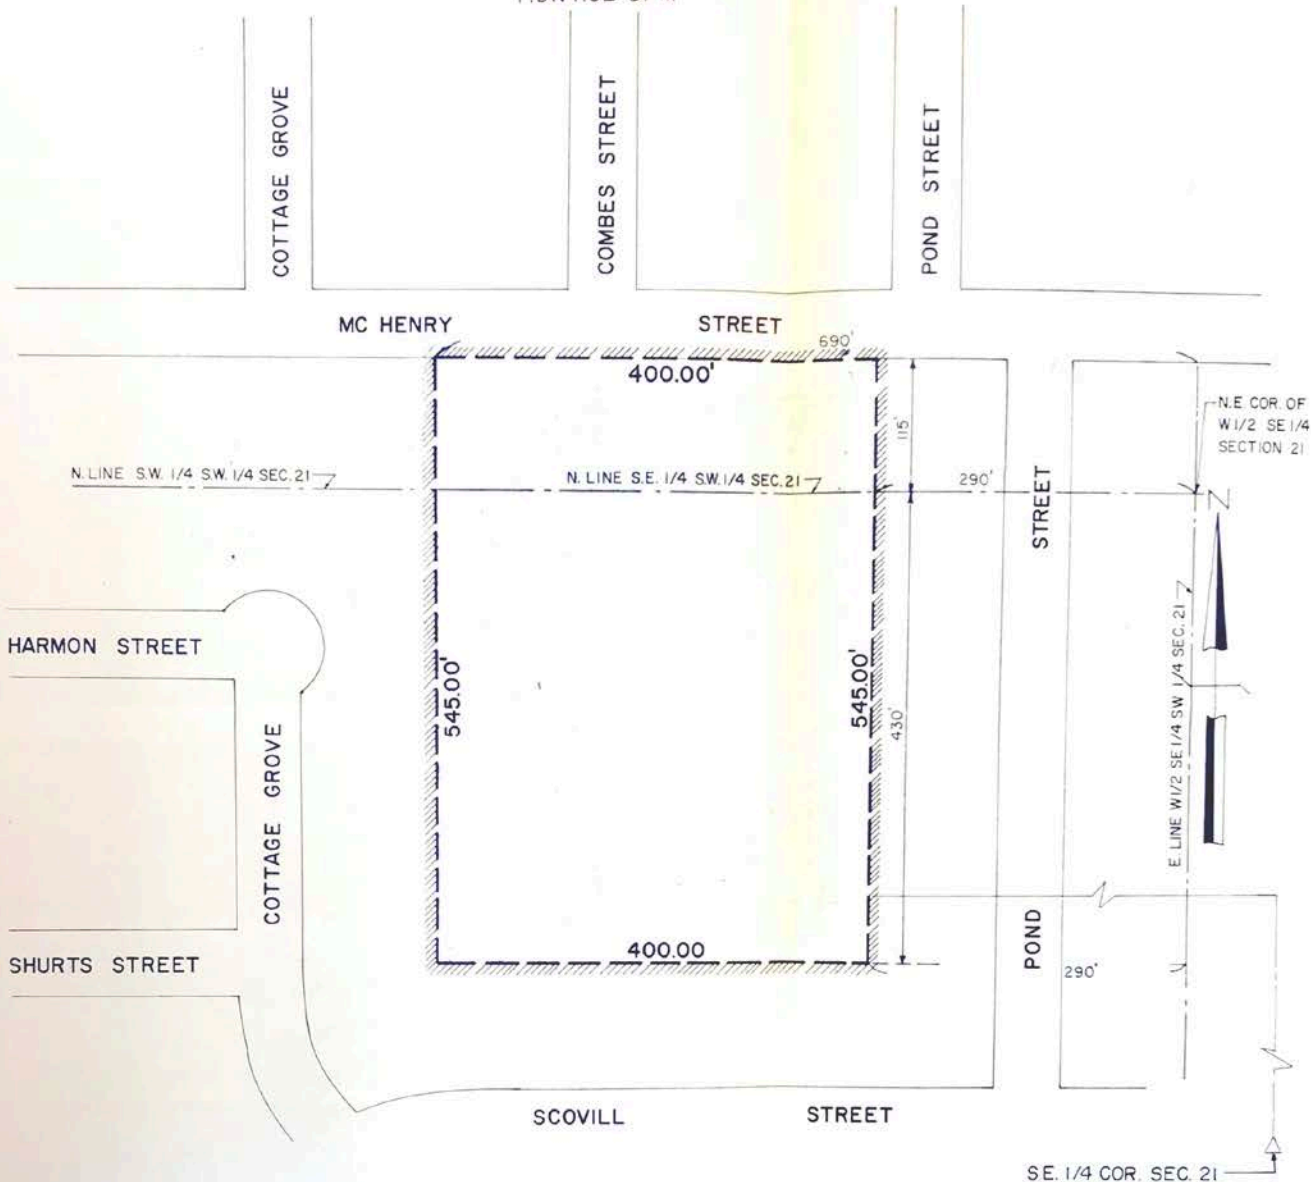 COTTAGE GROVE
COMBES STREET
POND STREET
MC HENRY STREET
690'
400.00'
115'
N.E. COR. OF
W 1/2 SE 1/4
SECTION 21
N. LINE S.W. 1/4 S.W. 1/4 SEC. 21
N. LINE S.E. 1/4 S.W. 1/4 SEC. 21
290'
STREET
N
HARMON STREET
545.00'
545.00'
430'
E. LINE W 1/2 SE 1/4 SW 1/4 SEC. 21
COTTAGE GROVE
SHURTS STREET
400.00
POND
290'
SCOVILL STREET
S.E. 1/4 COR. SEC. 21